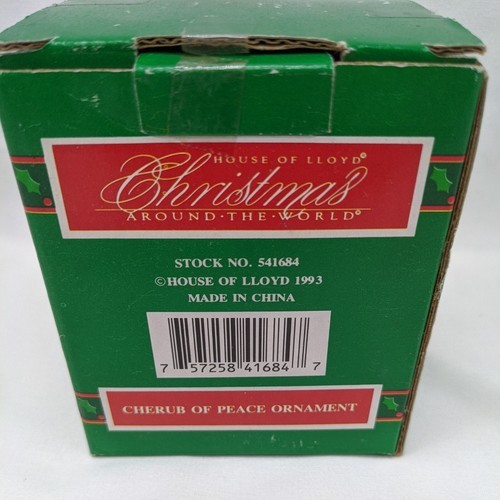 HOUSE OF LLOYD®
Christmas
AROUND·THE·WORLD®
STOCK NO. 541684
©HOUSE OF LLOYD 1993
MADE IN CHINA
7 57258 41684 7
CHERUB OF PEACE ORNAMENT